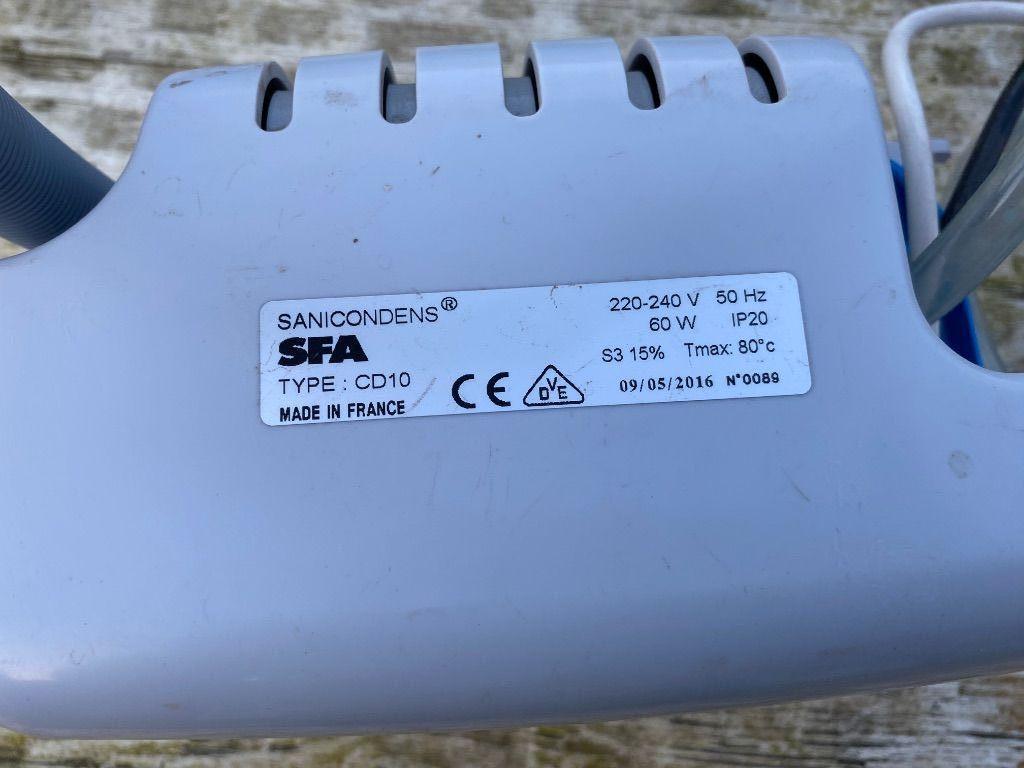 SANICONDENS®
SFA
TYPE : CD10
MADE IN FRANCE
CE
DVE
220-240 V 50 Hz
60 W IP20
S3 15% Tmax: 80°c
09/05/2016 N°0089